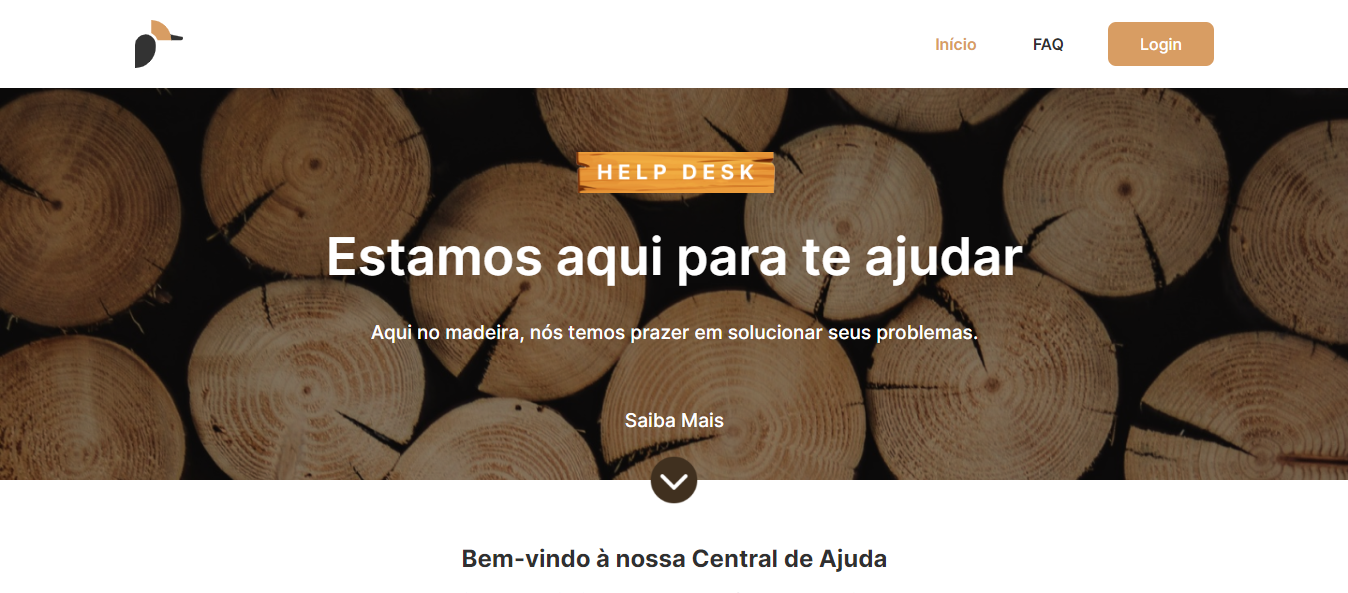 Início
FAQ
Login
HELP DESK
Estamos aqui para te ajudar
Aqui no madeira, nós temos prazer em solucionar seus problemas.
Saiba Mais
Bem-vindo à nossa Central de Ajuda